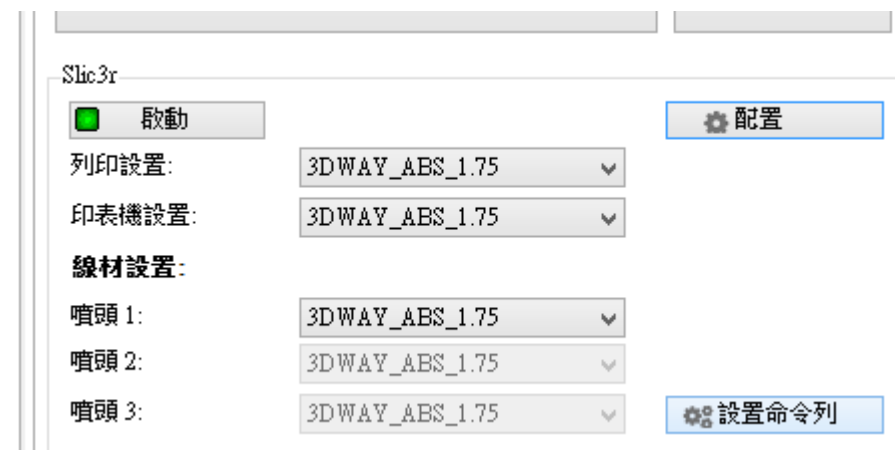 Slic3r
啟動 配置
列印設置: 3DWAY_ABS_1.75
印表機設置: 3DWAY_ABS_1.75
線材設置:
噴頭 1: 3DWAY_ABS_1.75
噴頭 2: 3DWAY_ABS_1.75
噴頭 3: 3DWAY_ABS_1.75 設置命令列